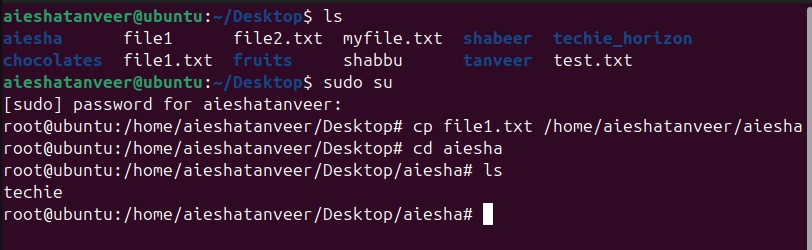 aieshatanveer@ubuntu:~/Desktop$ ls
aiesha file1 file2.txt myfile.txt shabeer techie_horizon
chocolates file1.txt fruits shabbu tanveer test.txt
aieshatanveer@ubuntu:~/Desktop$ sudo su
[sudo] password for aieshatanveer:
root@ubuntu:/home/aieshatanveer/Desktop# cp file1.txt /home/aieshatanveer/aiesha
root@ubuntu:/home/aieshatanveer/Desktop# cd aiesha
root@ubuntu:/home/aieshatanveer/Desktop/aiesha# ls
techie
root@ubuntu:/home/aieshatanveer/Desktop/aiesha#